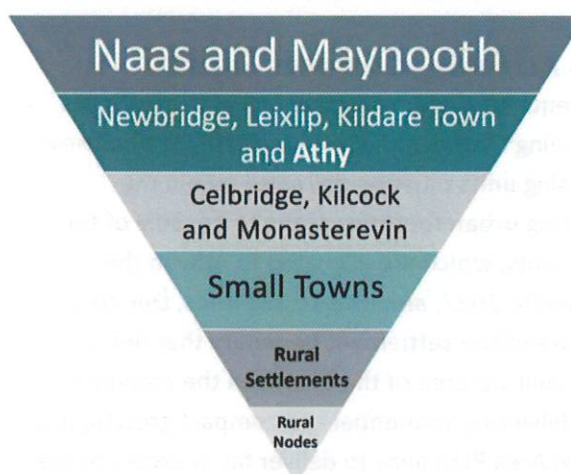 Naas and Maynooth
Newbridge, Leixlip, Kildare Town
and Athy
Celbridge, Kilcock
and Monasterevin
Small Towns
Rural
Settlements
Rural
Nodes